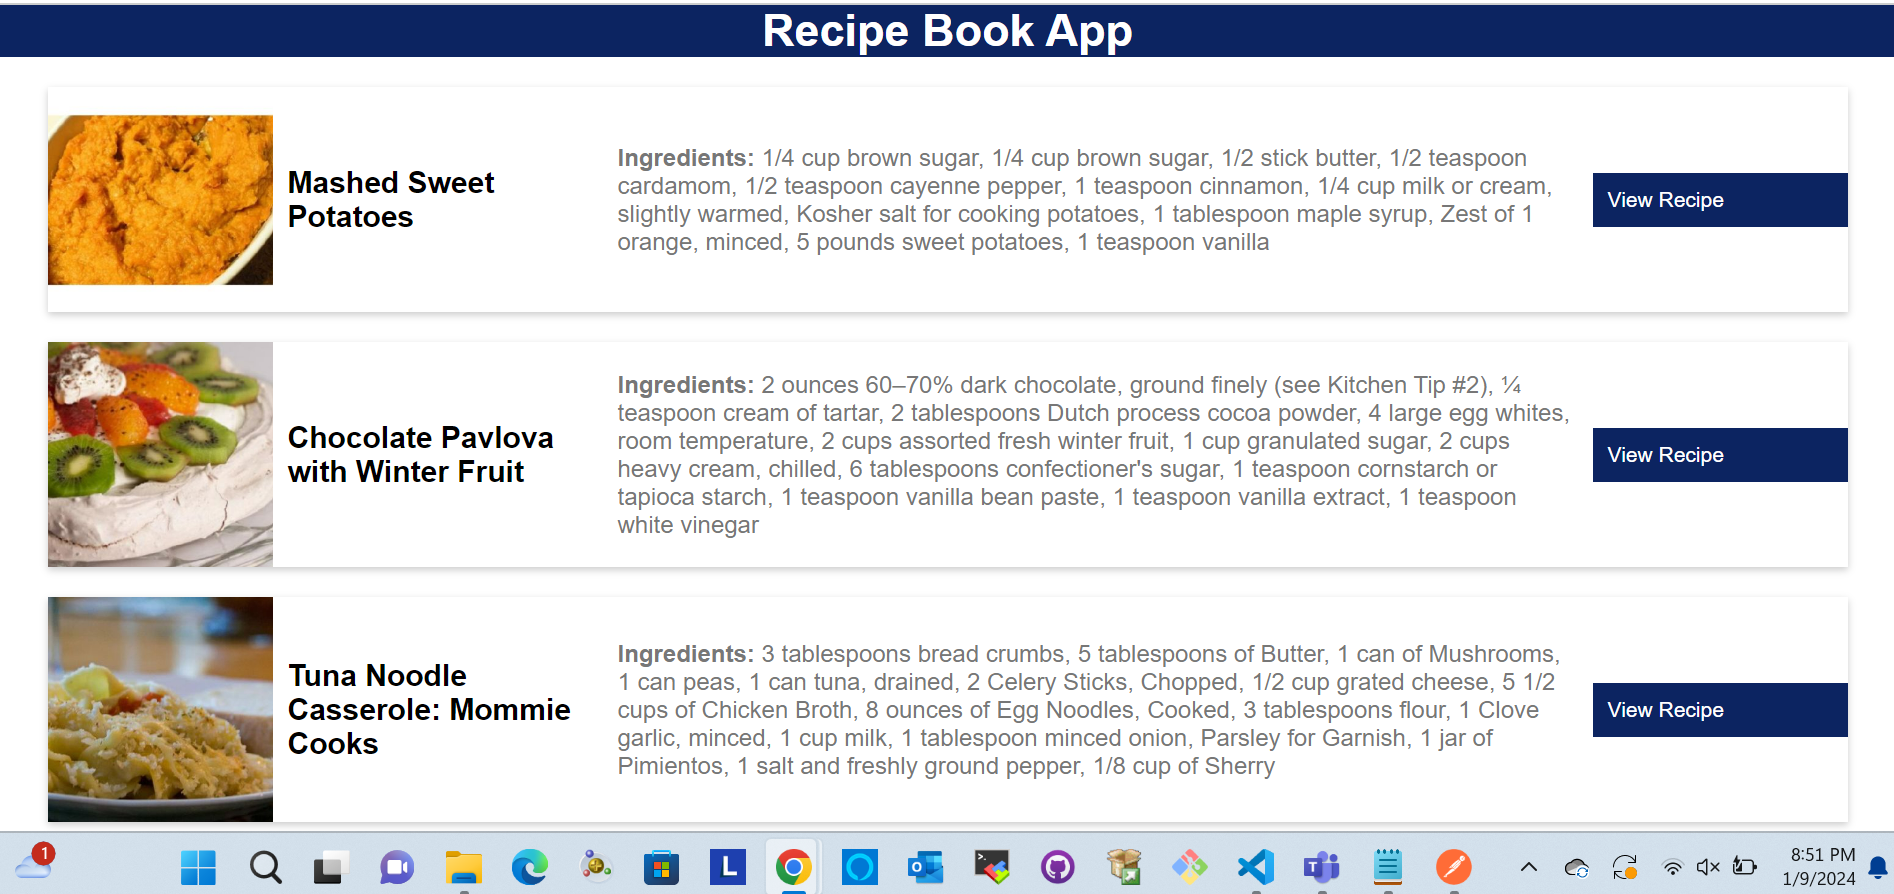 Recipe Book App
Mashed Sweet
Potatoes
Ingredients: 1/4 cup brown sugar, 1/4 cup brown sugar, 1/2 stick butter, 1/2 teaspoon
cardamom, 1/2 teaspoon cayenne pepper, 1 teaspoon cinnamon, 1/4 cup milk or cream,
slightly warmed, Kosher salt for cooking potatoes, 1 tablespoon maple syrup, Zest of 1
orange, minced, 5 pounds sweet potatoes, 1 teaspoon vanilla
View Recipe
Chocolate Pavlova
with Winter Fruit
Ingredients: 2 ounces 60–70% dark chocolate, ground finely (see Kitchen Tip #2), ¼
teaspoon cream of tartar, 2 tablespoons Dutch process cocoa powder, 4 large egg whites,
room temperature, 2 cups assorted fresh winter fruit, 1 cup granulated sugar, 2 cups
heavy cream, chilled, 6 tablespoons confectioner's sugar, 1 teaspoon cornstarch or
tapioca starch, 1 teaspoon vanilla bean paste, 1 teaspoon vanilla extract, 1 teaspoon
white vinegar
View Recipe
Tuna Noodle
Casserole: Mommie
Cooks
Ingredients: 3 tablespoons bread crumbs, 5 tablespoons of Butter, 1 can of Mushrooms,
1 can peas, 1 can tuna, drained, 2 Celery Sticks, Chopped, 1/2 cup grated cheese, 5 1/2
cups of Chicken Broth, 8 ounces of Egg Noodles, Cooked, 3 tablespoons flour, 1 Clove
garlic, minced, 1 cup milk, 1 tablespoon minced onion, Parsley for Garnish, 1 jar of
Pimientos, 1 salt and freshly ground pepper, 1/8 cup of Sherry
View Recipe
1
L
8:51 PM
1/9/2024